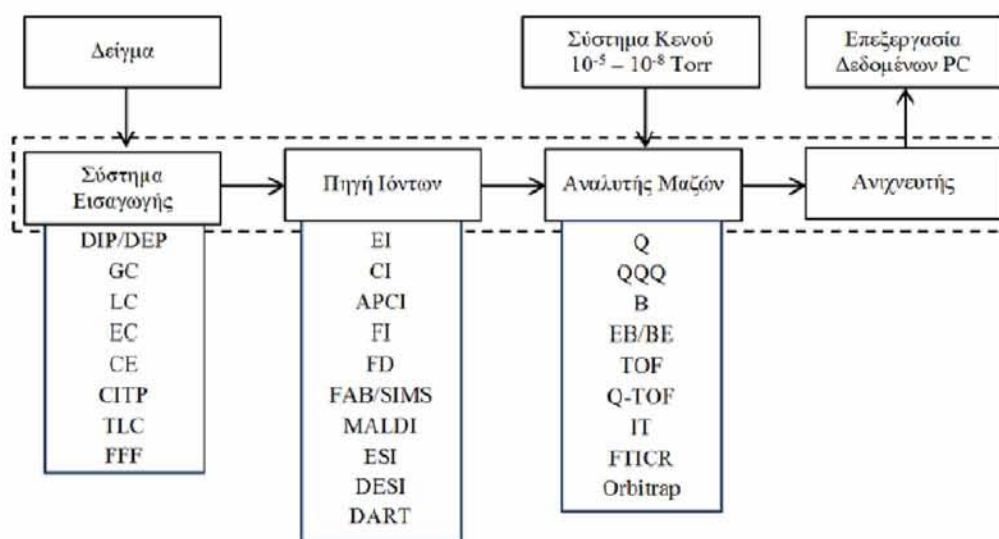 Δείγμα
Σύστημα Κενού
10⁻⁵ – 10⁻⁸ Torr
Επεξεργασία
Δεδομένων PC
Σύστημα
Εισαγωγής
Πηγή Ιόντων
Αναλυτής Μαζών
Ανιχνευτής
DIP/DEP
GC
LC
EC
CE
CITP
TLC
FFF
EI
CI
APCI
FI
FD
FAB/SIMS
MALDI
ESI
DESI
DART
Q
QQQ
B
EB/BE
TOF
Q-TOF
IT
FTICR
Orbitrap